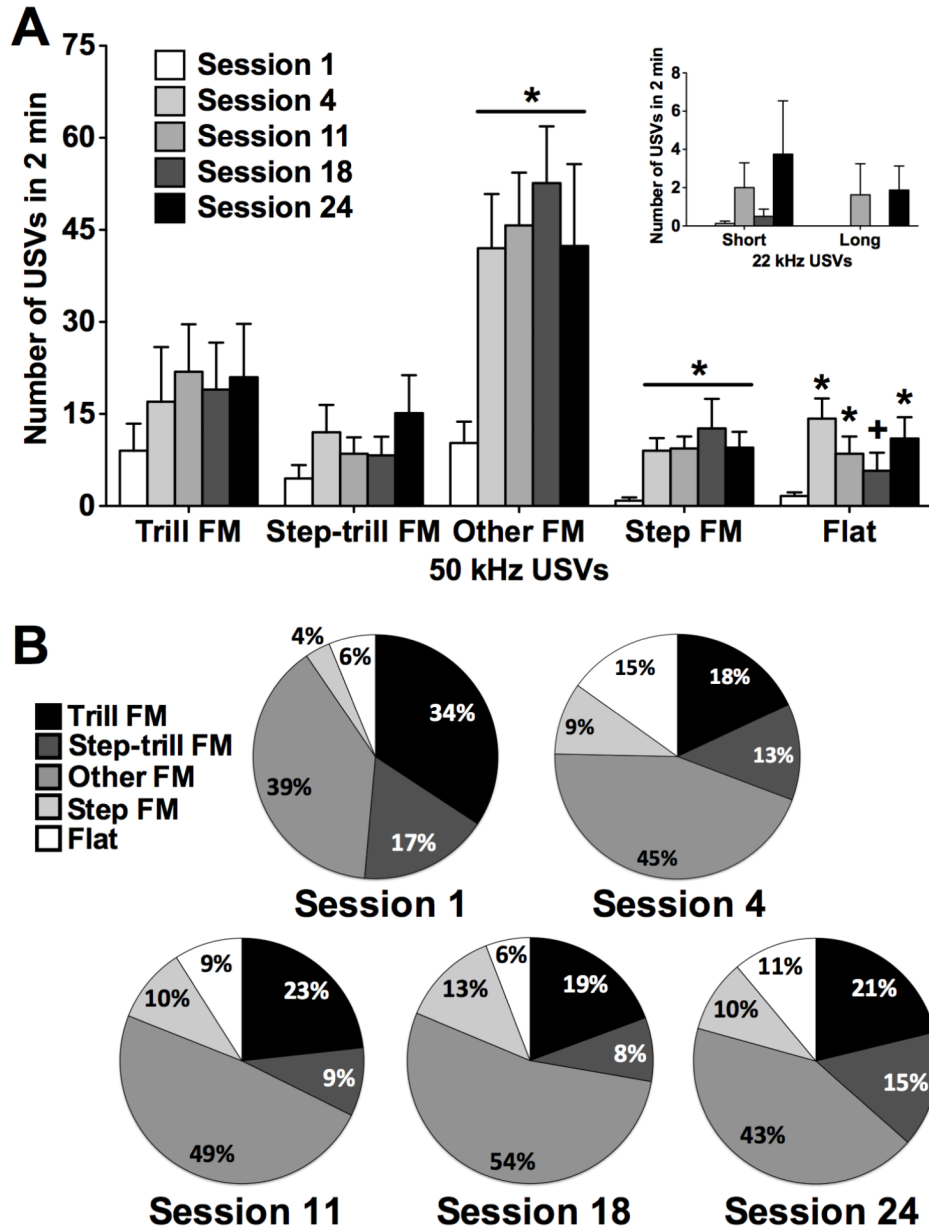 A
Number of USVs in 2 min
75
60
45
30
15
0
Session 1
Session 4
Session 11
Session 18
Session 24
*
*
*
*
+
*
Trill FM
Step-trill FM
Other FM
Step FM
Flat
50 kHz USVs
Number of USVs in 2 min
8
6
4
2
0
Short
Long
22 kHz USVs
B
Trill FM
Step-trill FM
Other FM
Step FM
Flat
4%
6%
34%
39%
17%
Session 1
15%
18%
9%
13%
45%
Session 4
9%
23%
10%
9%
49%
Session 11
6%
19%
13%
8%
54%
Session 18
11%
21%
10%
15%
43%
Session 24